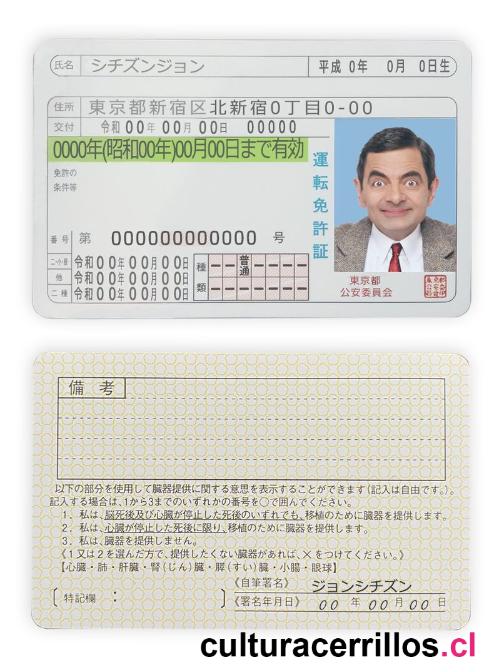 氏名 シチズンジョン 平成 0年 0月 0日生
住所 東京都新宿区北新宿0丁目0-00
交付 令和 00年 00月 00日 00000
0000年(昭和00年)00月00日まで有効
免許の
条件等
運転免許証
番号 第 000000000000 号
二・小・原 令和 00年 00月 00日
他 令和 00年 00月 00日
二種 令和 00年 00月 00日
種類 普通
東京都
公安委員会
備考
以下の部分を使用して臓器提供に関する意思を表示することができます(記入は自由です。)。
記入する場合は、1から3までのいずれかの番号を〇で囲んでください。
1. 私は、脳死後及び心臓が停止した死後のいずれでも、移植のために臓器を提供します。
2. 私は、心臓が停止した死後に限り、移植のために臓器を提供します。
3. 私は、臓器を提供しません。
《1又は2を選んだ方で、提供したくない臓器があれば、×をつけてください。》
【心臓・肺・肝臓・腎(じん)臓・膵(すい)臓・小腸・眼球】
〔特記欄: 〕
《自筆署名》 ジョンシチズン
《署名年月日》 00 年 00 月 00 日
culturacerrillos.cl